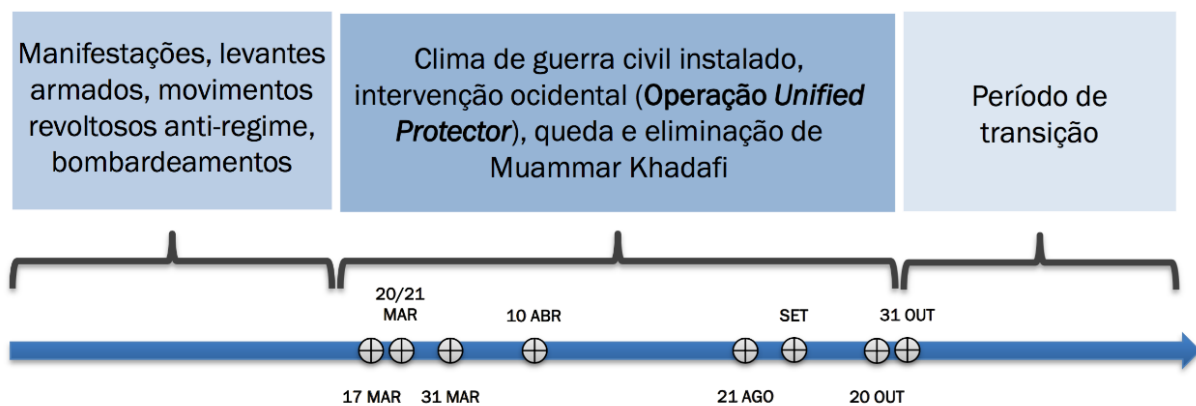 Manifestações, levantes
armados, movimentos
revoltosos anti-regime,
bombardeamentos
Clima de guerra civil instalado,
intervenção ocidental (Operação Unified
Protector), queda e eliminação de
Muammar Khadafi
Período de
transição
20/21
MAR
10 ABR
SET
31 OUT
17 MAR
31 MAR
21 AGO
20 OUT